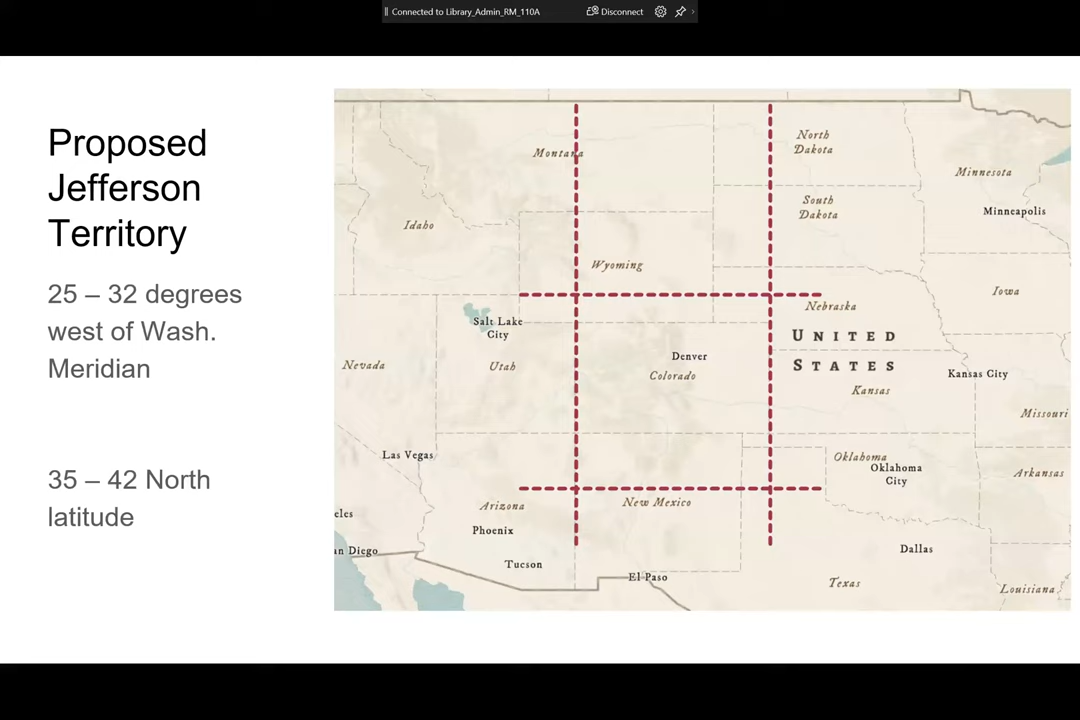 Connected to Library_Admin_RM_110A
Disconnect
Proposed
Jefferson
Territory
25 – 32 degrees
west of Wash.
Meridian
35 – 42 North
latitude
Montana
North
Dakota
Minnesota
Minneapolis
South
Dakota
Idaho
Wyoming
Iowa
Nebraska
Salt Lake
City
UNITED
STATES
Denver
Nevada
Utah
Colorado
Kansas
Kansas City
Missouri
Las Vegas
Oklahoma
Oklahoma
City
Arkansas
Arizona
New Mexico
eles
Phoenix
an Diego
Dallas
Tucson
El Paso
Texas
Louisiana